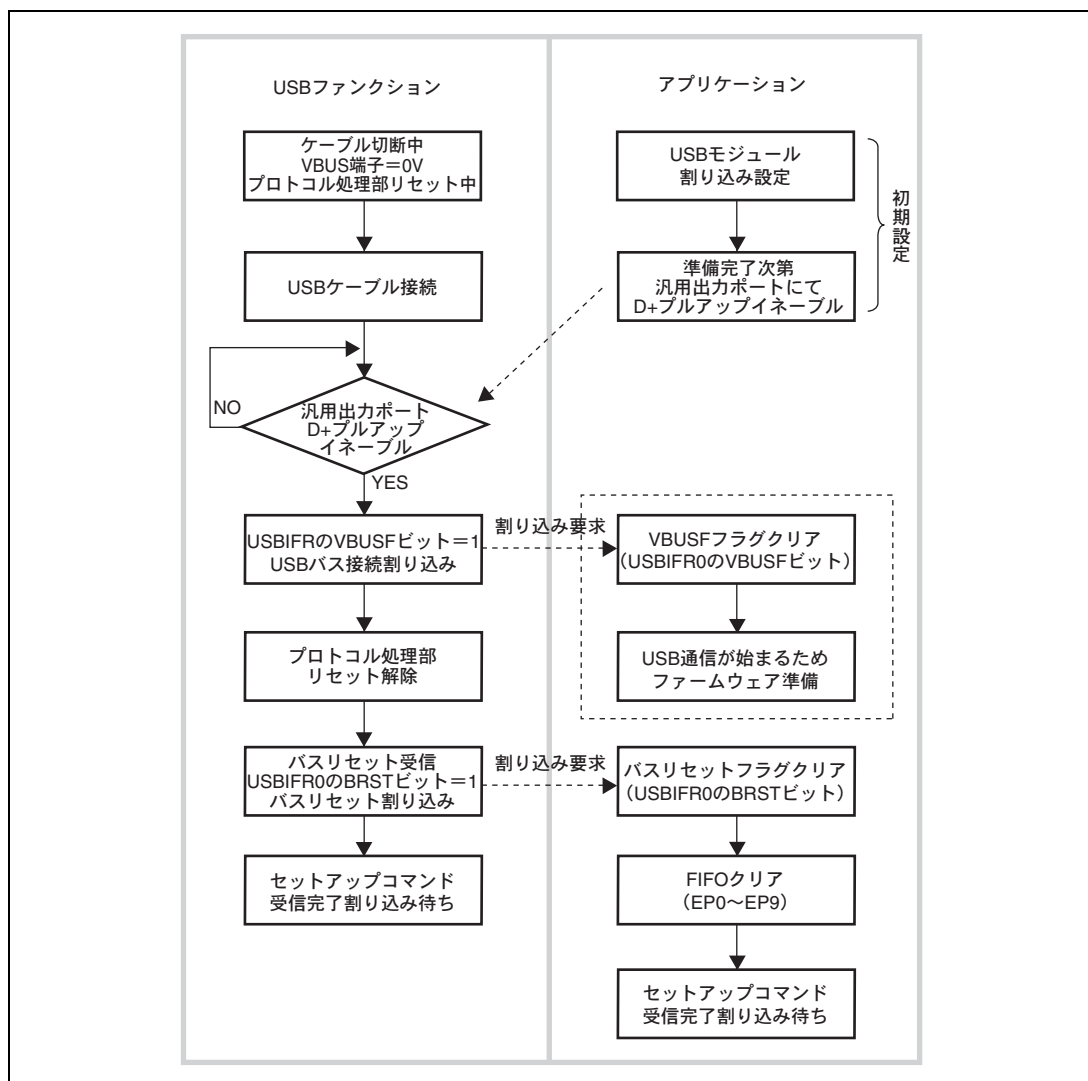 USBファンクション
アプリケーション
ケーブル切断中
VBUS端子＝0V
プロトコル処理部リセット中
USBモジュール
割り込み設定
初期設定
USBケーブル接続
準備完了次第
汎用出力ポートにて
D+プルアップイネーブル
NO
汎用出力ポート
D+プルアップ
イネーブル
YES
USBIFRのVBUSFビット＝1
USBバス接続割り込み
割り込み要求
VBUSFフラグクリア
（USBIFR0のVBUSFビット）
プロトコル処理部
リセット解除
USB通信が始まるため
ファームウェア準備
バスリセット受信
USBIFR0のBRSTビット＝1
バスリセット割り込み
割り込み要求
バスリセットフラグクリア
（USBIFR0のBRSTビット）
セットアップコマンド
受信完了割り込み待ち
FIFOクリア
（EP0〜EP9）
セットアップコマンド
受信完了割り込み待ち